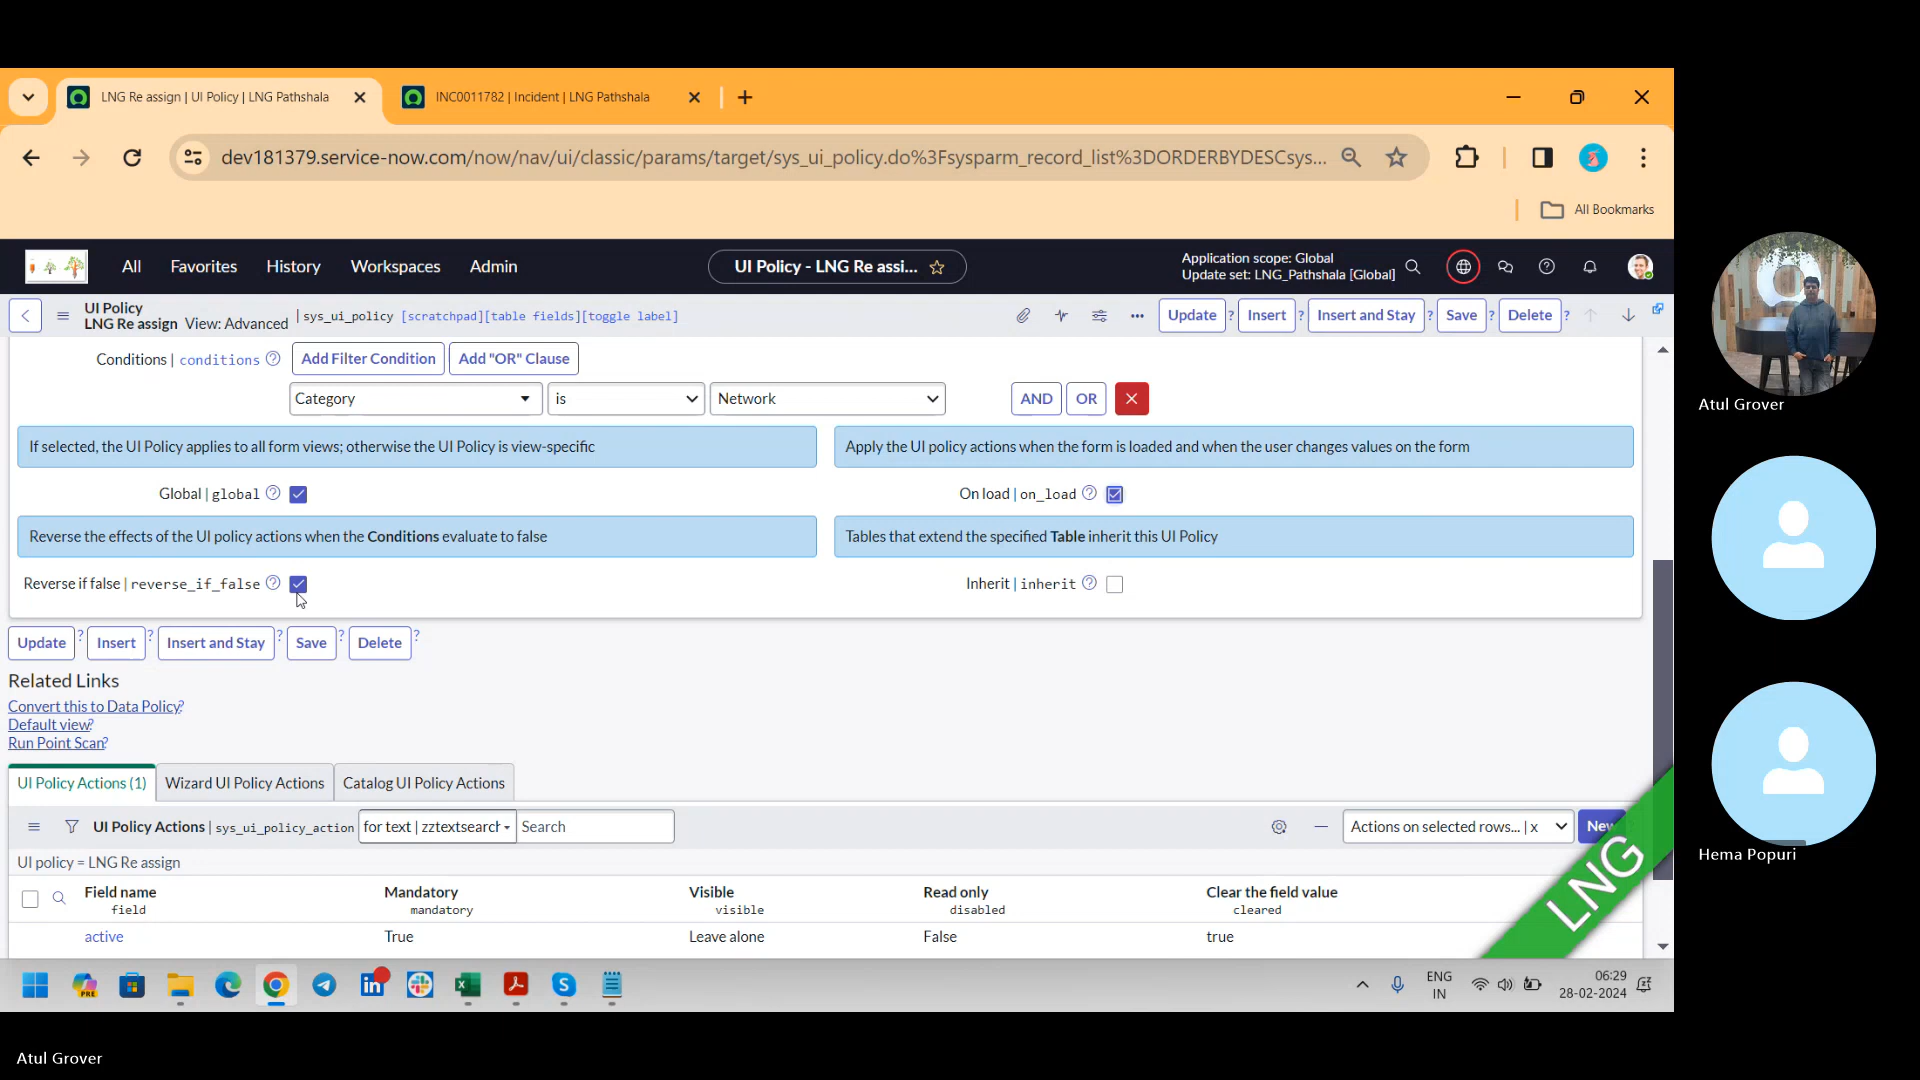 LNG Re assign | UI Policy | LNG Pathshala
INC0011782 | Incident | LNG Pathshala
dev181379.service-now.com/now/nav/ui/classic/params/target/sys_ui_policy.do%3Fsysparm_record_list%3DORDERBYDESCsys...
All Bookmarks
All Favorites History Workspaces Admin
UI Policy - LNG Re assi...
Application scope: Global
Update set: LNG_Pathshala [Global]
UI Policy
LNG Re assign View: Advanced
| sys_ui_policy [scratchpad][table fields][toggle label]
Update ? Insert ? Insert and Stay ? Save ? Delete ?
Conditions | conditions ? Add Filter Condition Add "OR" Clause
Category is Network AND OR
If selected, the UI Policy applies to all form views; otherwise the UI Policy is view-specific
Apply the UI policy actions when the form is loaded and when the user changes values on the form
Global | global ?
On load | on_load ?
Reverse the effects of the UI policy actions when the Conditions evaluate to false
Tables that extend the specified Table inherit this UI Policy
Reverse if false | reverse_if_false ?
Inherit | inherit ?
Update ? Insert ? Insert and Stay ? Save ? Delete ?
Related Links
Convert this to Data Policy?
Default view?
Run Point Scan?
UI Policy Actions (1) Wizard UI Policy Actions Catalog UI Policy Actions
UI Policy Actions | sys_ui_policy_action for text | zztextsearch Search Actions on selected rows... | x New
UI policy = LNG Re assign
Field name Mandatory Visible Read only Clear the field value
field mandatory visible disabled cleared
active True Leave alone False true
LNG
PRE
ENG
IN
06:29
28-02-2024
Atul Grover
Hema Popuri
Atul Grover